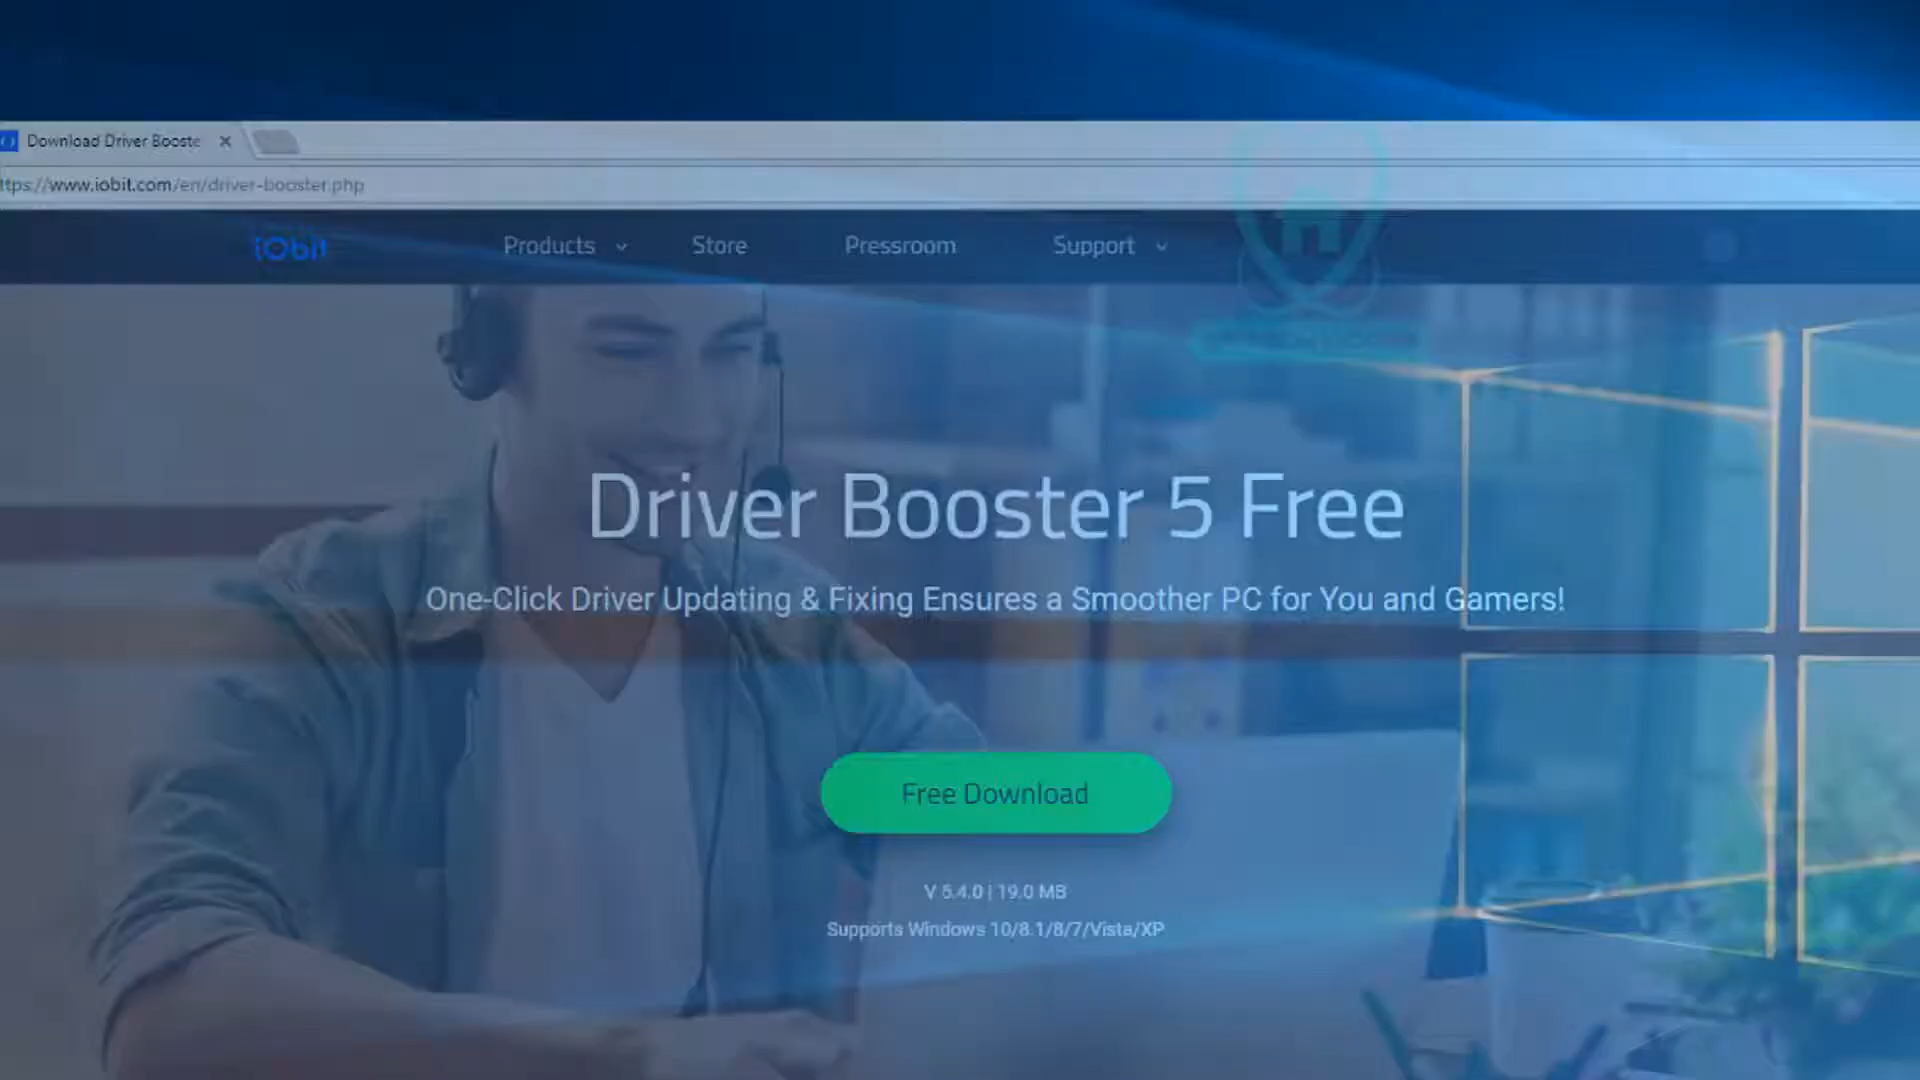 Download Driver Booste
ttps://www.iobit.com/en/driver-booster.php
iObit
Products
Store
Pressroom
Support
Driver Booster 5 Free
One-Click Driver Updating & Fixing Ensures a Smoother PC for You and Gamers!
Free Download
V 5.4.0 | 19.0 MB
Supports Windows 10/8.1/8/7/Vista/XP